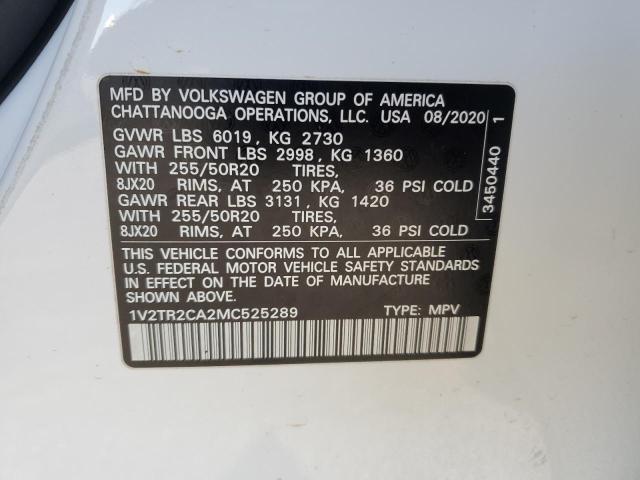 MFD BY VOLKSWAGEN GROUP OF AMERICA
CHATTANOOGA OPERATIONS, LLC. USA 08/2020
GVWR LBS 6019, KG 2730
GAWR FRONT LBS 2998, KG 1360
WITH 255/50R20 TIRES,
8JX20 RIMS, AT 250 KPA, 36 PSI COLD
GAWR REAR LBS 3131, KG 1420
WITH 255/50R20 TIRES,
8JX20 RIMS, AT 250 KPA, 36 PSI COLD
THIS VEHICLE CONFORMS TO ALL APPLICABLE
U.S. FEDERAL MOTOR VEHICLE SAFETY STANDARDS
IN EFFECT ON THE DATE OF MANUFACTURE
SHOWN ABOVE.
1V2TR2CA2MC525289 TYPE: MPV
3450440 1